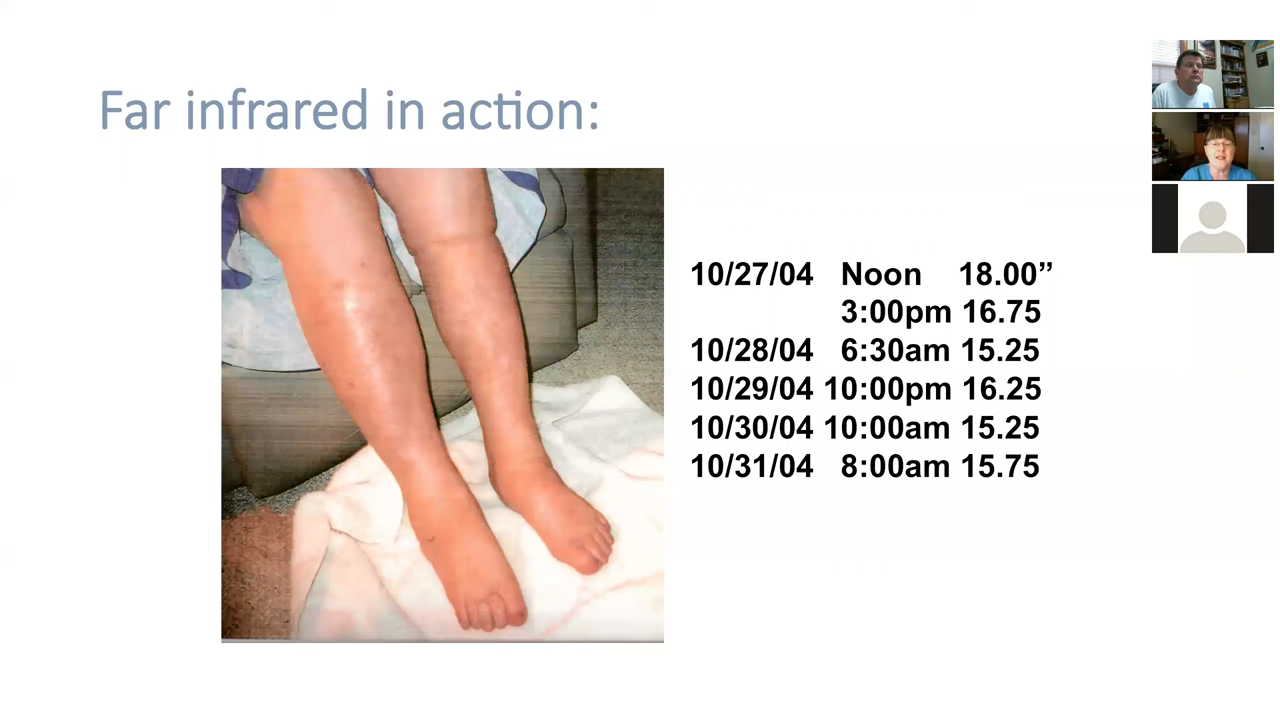 Far infrared in action:
10/27/04 Noon 18.00”
3:00pm 16.75
10/28/04 6:30am 15.25
10/29/04 10:00pm 16.25
10/30/04 10:00am 15.25
10/31/04 8:00am 15.75